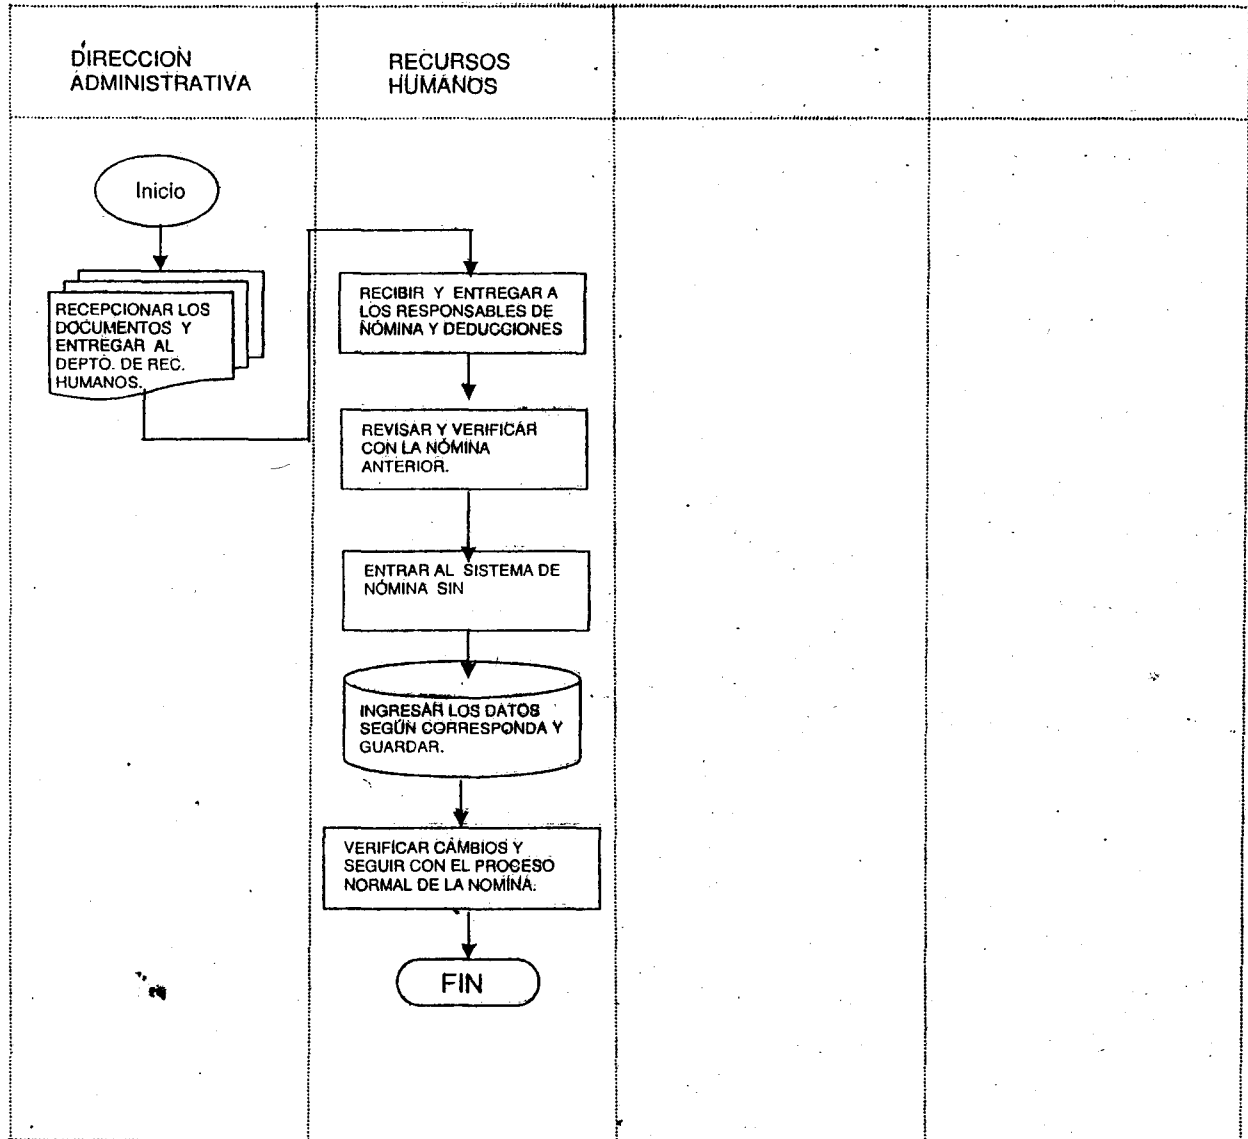 DIRECCION
ADMINISTRATIVA
RECURSOS
HUMANOS
Inicio
RECEPCIONAR LOS
DOCUMENTOS Y
ENTREGAR AL
DEPTO. DE REC.
HUMANOS.
RECIBIR Y ENTREGAR A
LOS RESPONSABLES DE
NÓMINA Y DEDUCCIONES
REVISAR Y VERIFICAR
CON LA NÓMINA
ANTERIOR.
ENTRAR AL SISTEMA DE
NÓMINA SIN
INGRESAR LOS DATOS
SEGÚN CORRESPONDA Y
GUARDAR.
VERIFICAR CAMBIOS Y
SEGUIR CON EL PROCESO
NORMAL DE LA NOMINA.
FIN